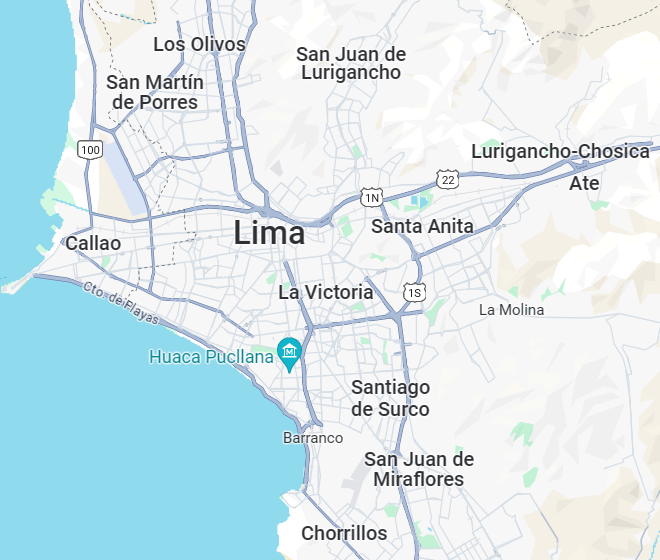 Los Olivos
San Juan de
Lurigancho
San Martín
de Porres
100
Lurigancho-Chosica
22
Ate
1N
Santa Anita
Lima
Callao
Cto. de Playas
La Victoria
1S
La Molina
Huaca Pucllana
Santiago
de Surco
Barranco
San Juan de
Miraflores
Chorrillos